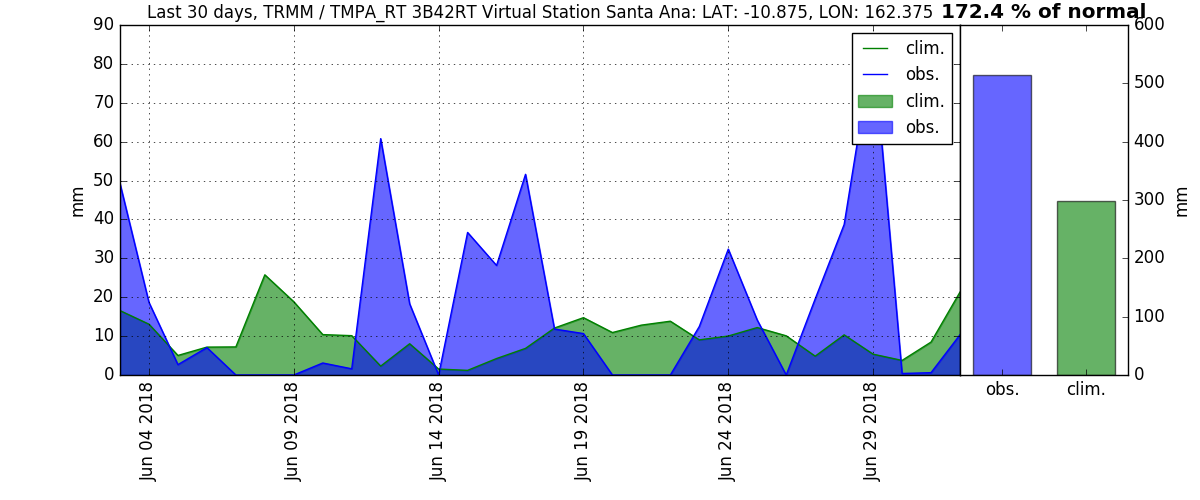 Last 30 days, TRMM / TMPA_RT 3B42RT Virtual Station Santa Ana: LAT: -10.875, LON: 162.375 172.4 % of normal
90
80
70
60
50
40
30
20
10
0
mm
Jun 04 2018
Jun 09 2018
Jun 14 2018
Jun 19 2018
Jun 24 2018
Jun 29 2018
clim.
obs.
clim.
obs.
600
500
400
300
200
100
0
mm
obs.
clim.